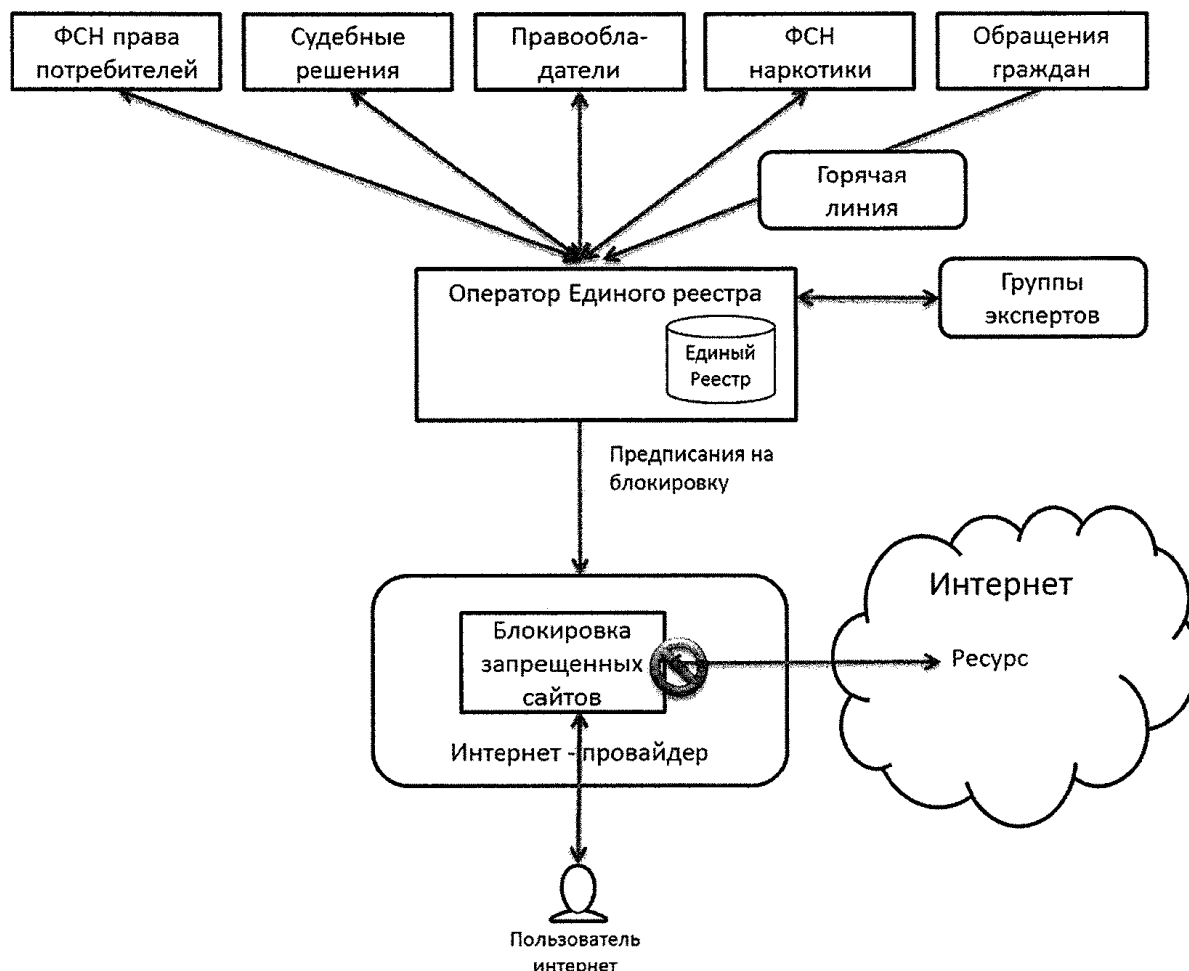 ФСН права
потребителей
Судебные
решения
Правообла-
датели
ФСН
наркотики
Обращения
граждан
Горячая
линия
Оператор Единого реестра
Единый
Реестр
Группы
экспертов
Предписания на
блокировку
Интернет
Ресурс
Блокировка
запрещенных
сайтов
Интернет - провайдер
Пользователь
интернет